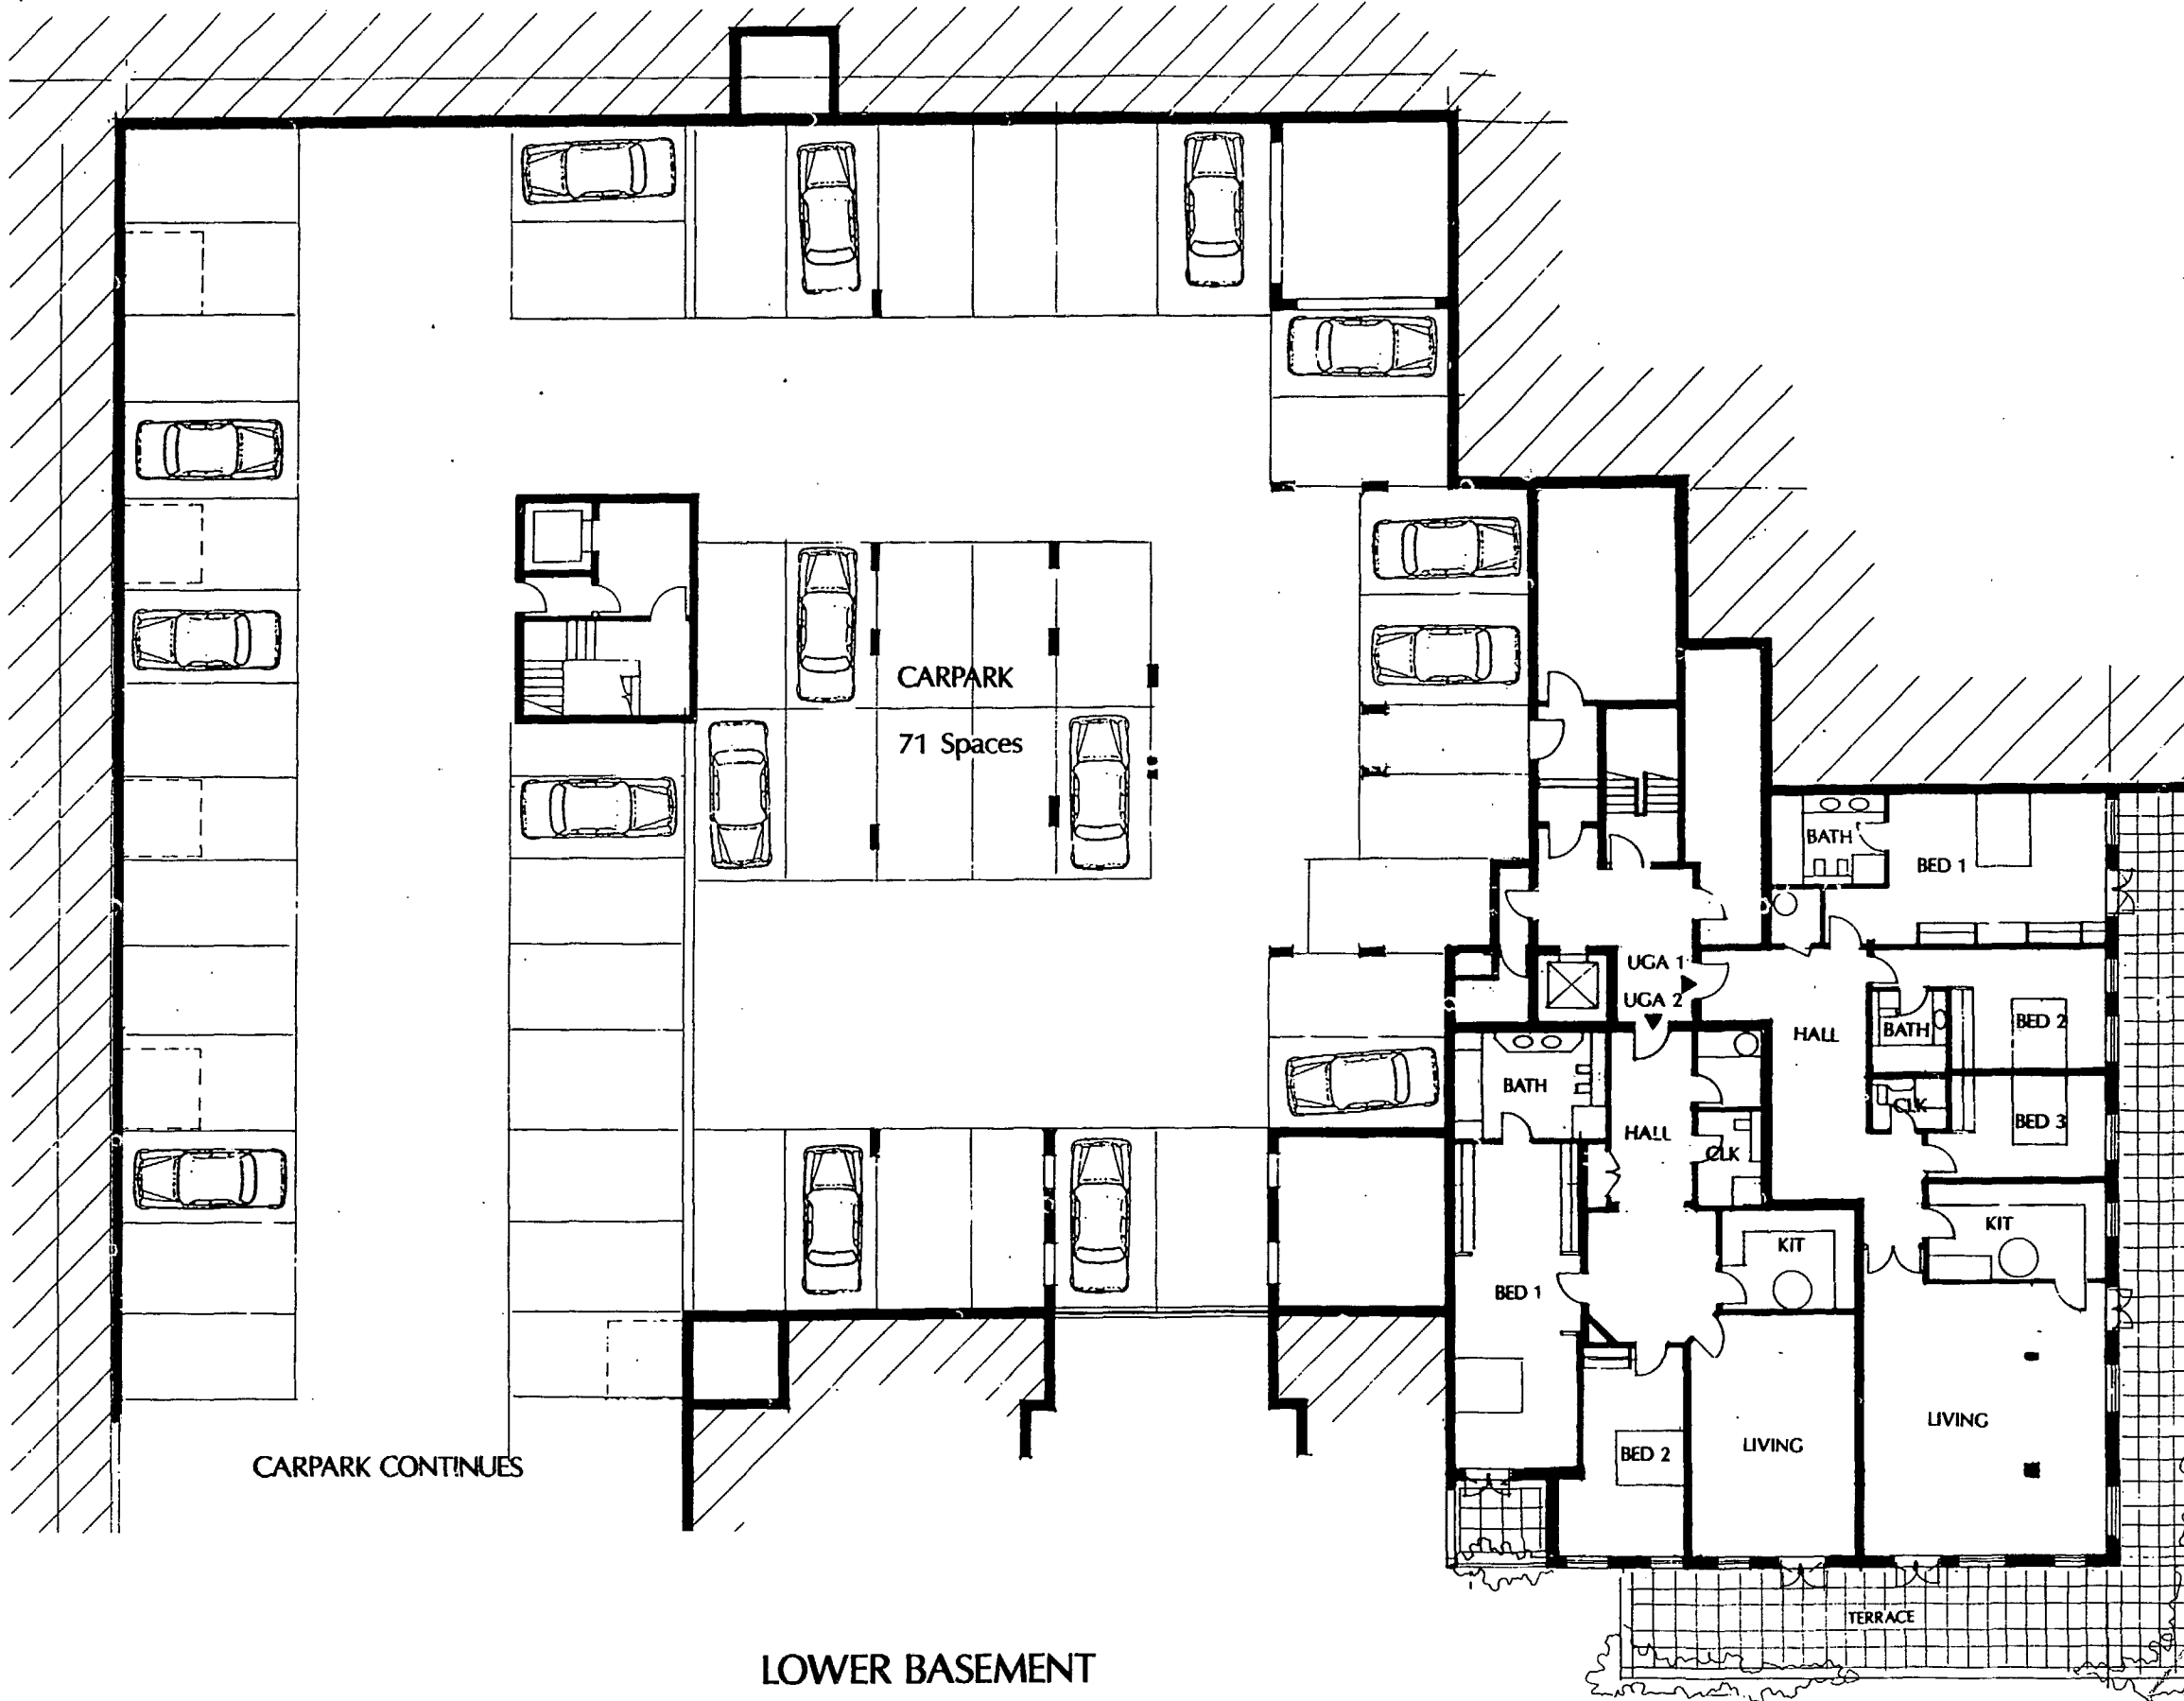 CARPARK
71 Spaces
BATH
BED 1
UGA 1
UGA 2
HALL
BATH
BED 2
CLK
BED 3
BATH
HALL
CLK
KIT
KIT
BED 1
BED 2
LIVING
LIVING
CARPARK CONTINUES
TERRACE
LOWER BASEMENT